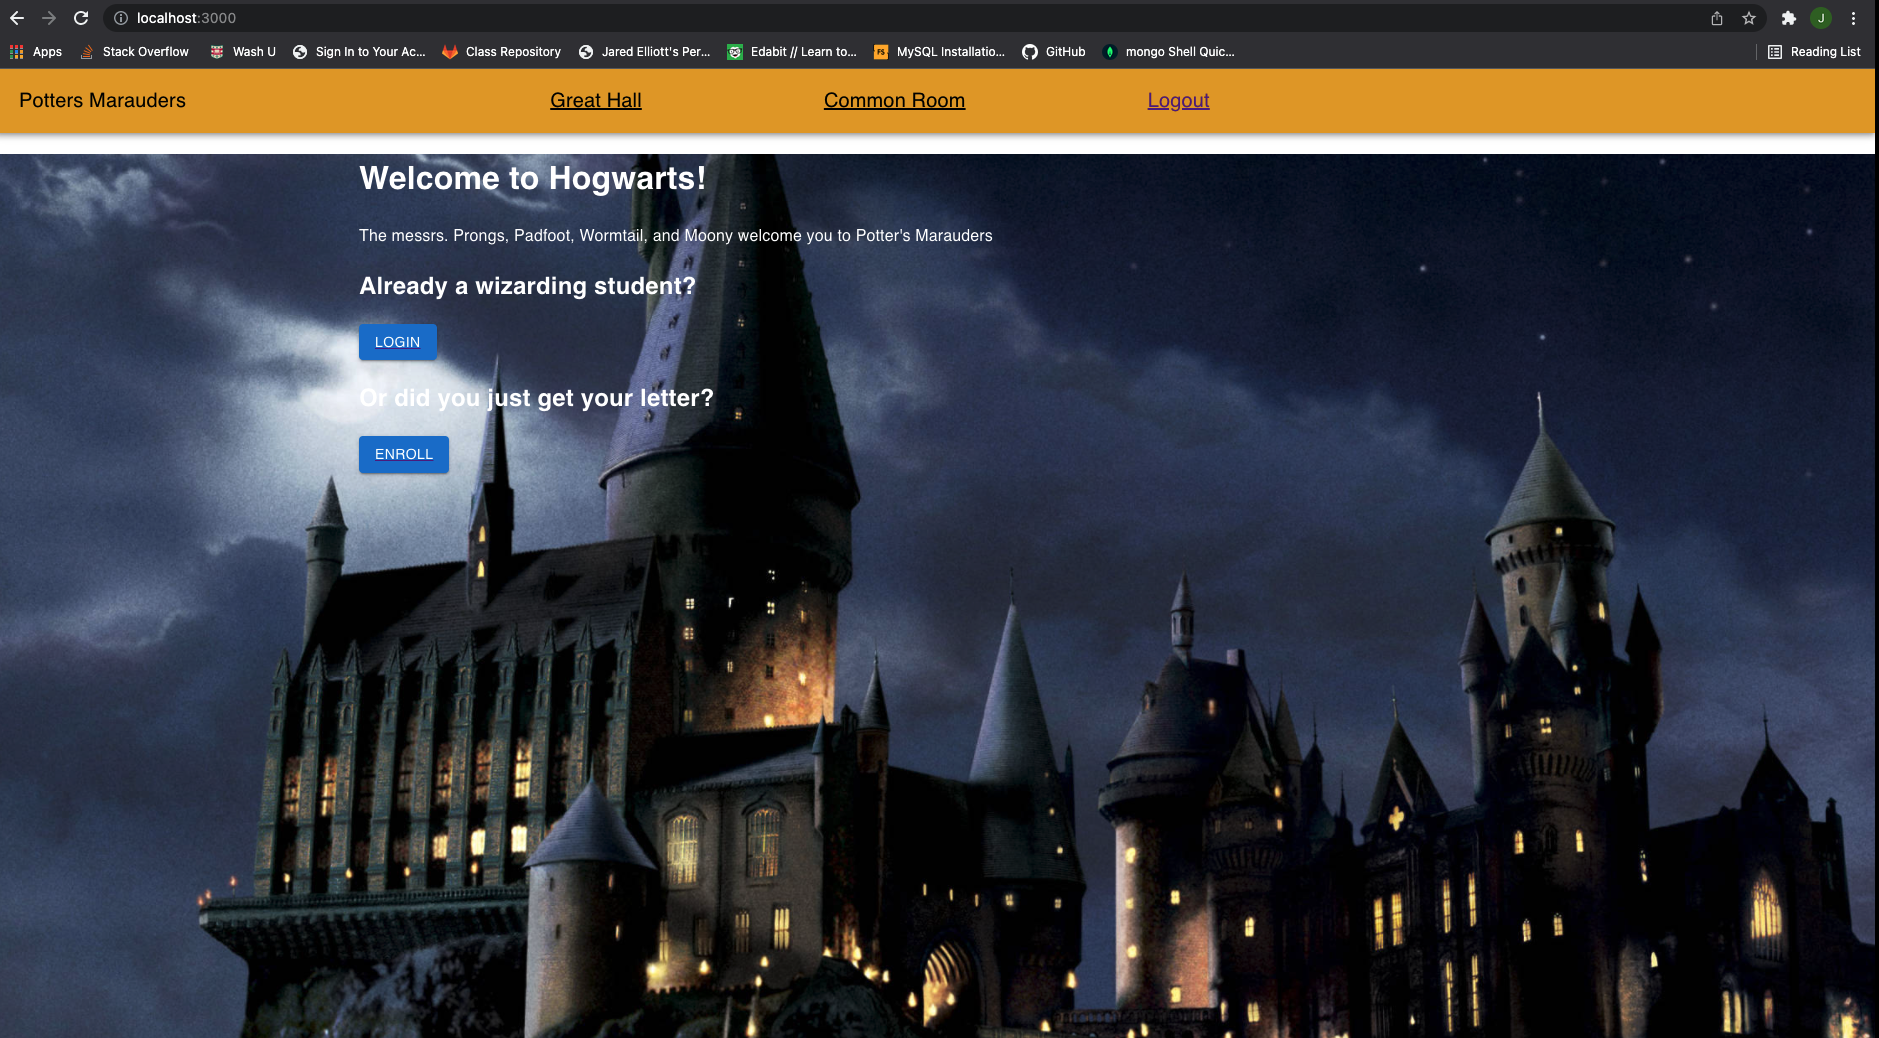 localhost:3000
J
Apps Stack Overflow Wash U Sign In to Your Ac... Class Repository Jared Elliott's Per... Edabit // Learn to... FS MySQL Installatio... GitHub mongo Shell Quic... Reading List
Potters Marauders Great Hall Common Room Logout
Welcome to Hogwarts!
The messrs. Prongs, Padfoot, Wormtail, and Moony welcome you to Potter's Marauders
Already a wizarding student?
LOGIN
Or did you just get your letter?
ENROLL